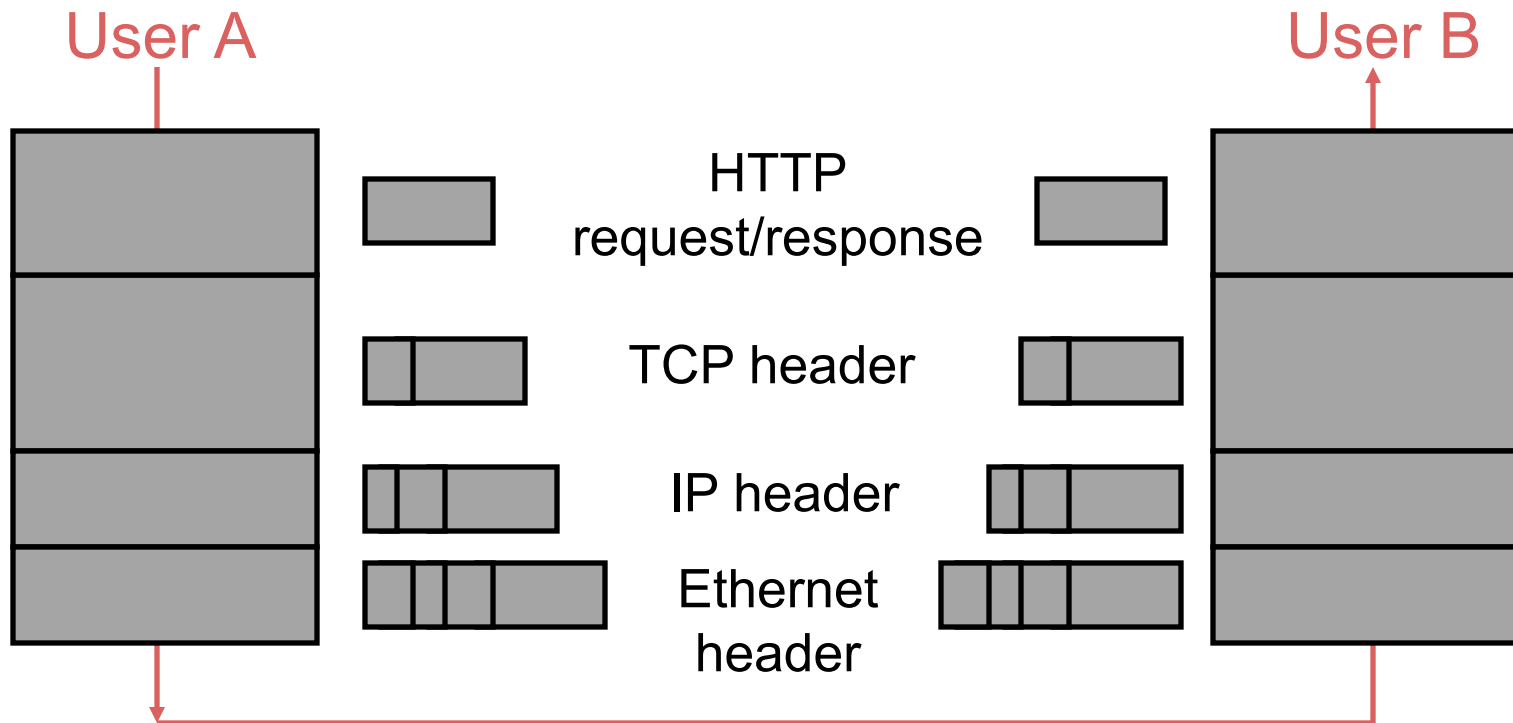 User A
User B
HTTP
request/response
TCP header
IP header
Ethernet
header